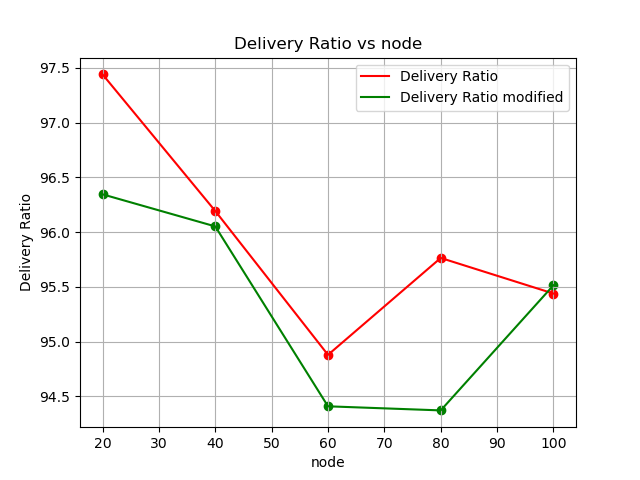 Delivery Ratio vs node
Delivery Ratio
Delivery Ratio modified
97.5
97.0
96.5
96.0
95.5
95.0
94.5
Delivery Ratio
20 30 40 50 60 70 80 90 100
node